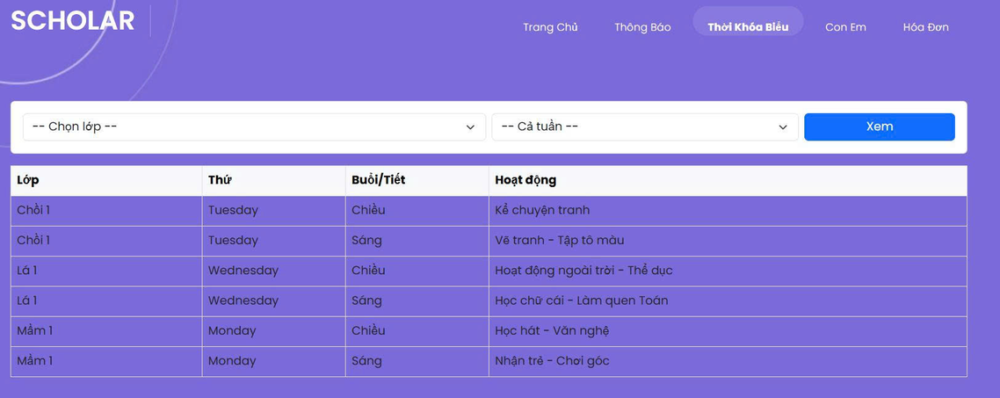 SCHOLAR
Trang Chủ Thông Báo Thời Khóa Biểu Con Em Hóa Đơn
-- Chọn lớp -- -- Cả tuần -- Xem
Lớp Thứ Buổi/Tiết Hoạt động
Chồi 1 Tuesday Chiều Kể chuyện tranh
Chồi 1 Tuesday Sáng Vẽ tranh - Tập tô màu
Lá 1 Wednesday Chiều Hoạt động ngoài trời - Thể dục
Lá 1 Wednesday Sáng Học chữ cái - Làm quen Toán
Mầm 1 Monday Chiều Học hát - Văn nghệ
Mầm 1 Monday Sáng Nhận trẻ - Chơi góc